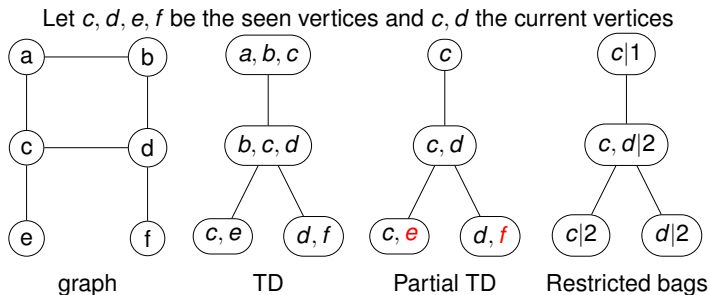 Let c, d, e, f be the seen vertices and c, d the current vertices
a b a, b, c c c|1
c d b, c, d c, d c, d|2
e f c, e d, f c, e d, f c|2 d|2
graph TD Partial TD Restricted bags